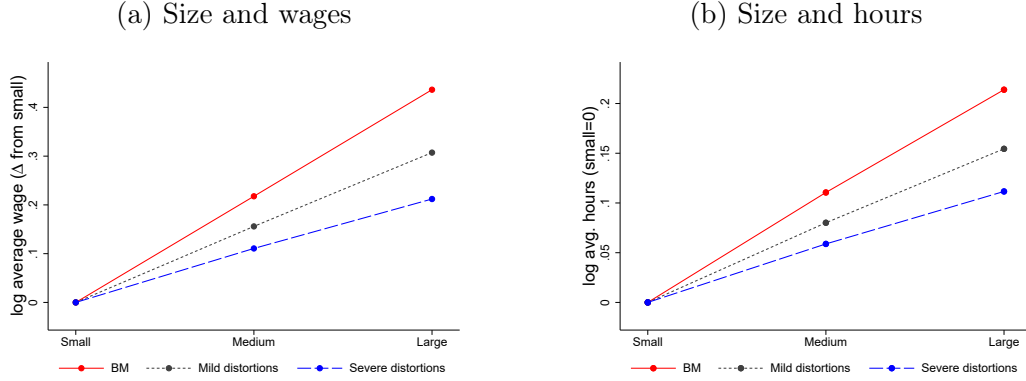 (a) Size and wages
log average wage (Δ from small)
.4
.3
.2
.1
0
Small Medium Large
BM Mild distortions Severe distortions
(b) Size and hours
log avg. hours (small=0)
.2
.15
.1
.05
0
Small Medium Large
BM Mild distortions Severe distortions